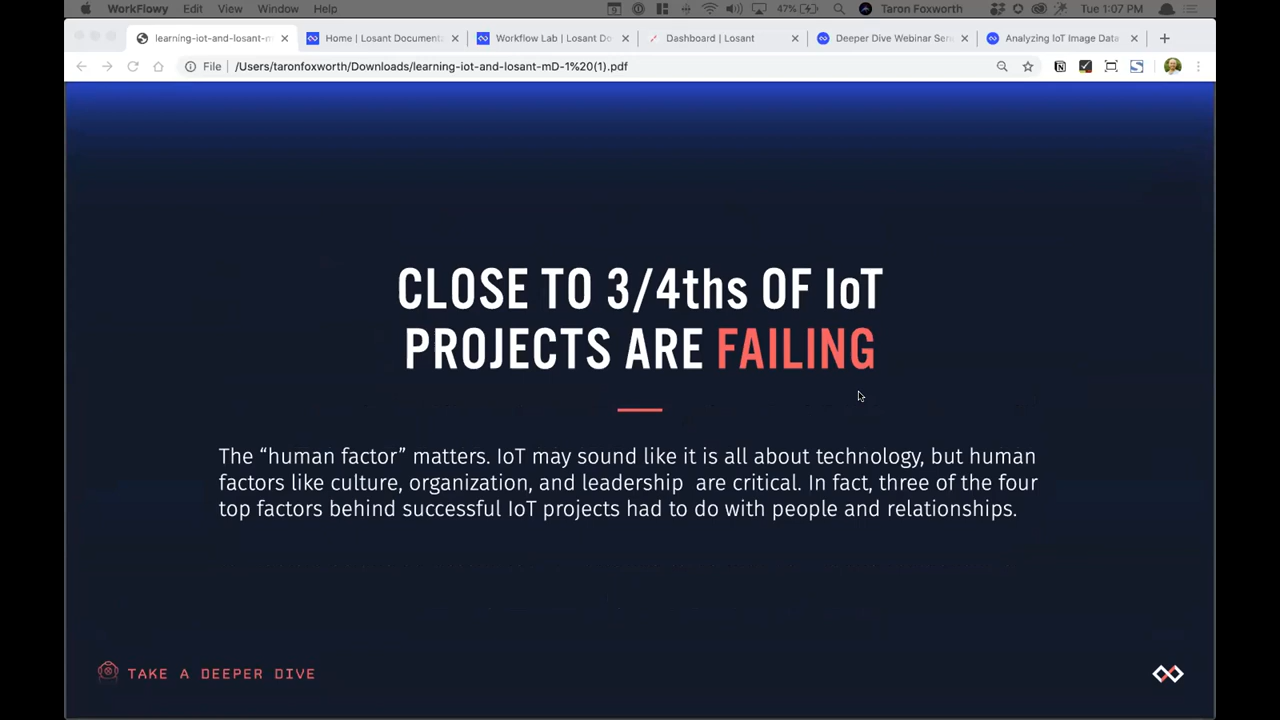 WorkFlowy Edit View Window Help 9 47% Taron Foxworth Tue 1:07 PM
learning-iot-and-losant-m Home | Losant Documenta Workflow Lab | Losant Do Dashboard | Losant Deeper Dive Webinar Seri Analyzing IoT Image Data
File /Users/taronfoxworth/Downloads/learning-iot-and-losant-mD-1%20(1).pdf
CLOSE TO 3/4ths OF IoT
PROJECTS ARE FAILING
The “human factor” matters. IoT may sound like it is all about technology, but human
factors like culture, organization, and leadership are critical. In fact, three of the four
top factors behind successful IoT projects had to do with people and relationships.
TAKE A DEEPER DIVE